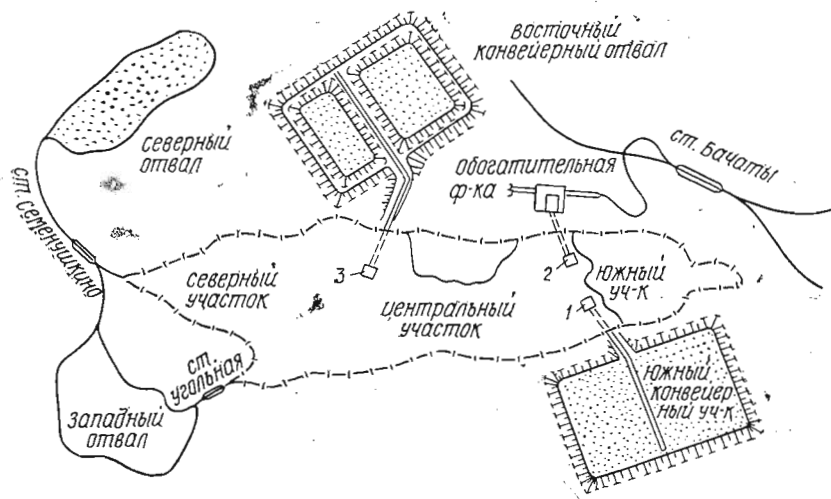 ВОСТОЧНЫЙ
КОНВЕЙЕРНЫЙ ОТВАЛ
СЕВЕРНЫЙ
ОТВАЛ
ОБОГАТИТЕЛЬНАЯ
Ф-КА
СТ. БАЧАТЫ
СТ. СЕМЕНУШКИНО
СЕВЕРНЫЙ
УЧАСТОК
3
2
ЮЖНЫЙ
УЧ-К
ЦЕНТРАЛЬНЫЙ
УЧАСТОК
1
СТ.
УГОЛЬНАЯ
ЗАПАДНЫЙ
ОТВАЛ
ЮЖНЫЙ
КОНВЕЙЕР
НЫЙ УЧ-К